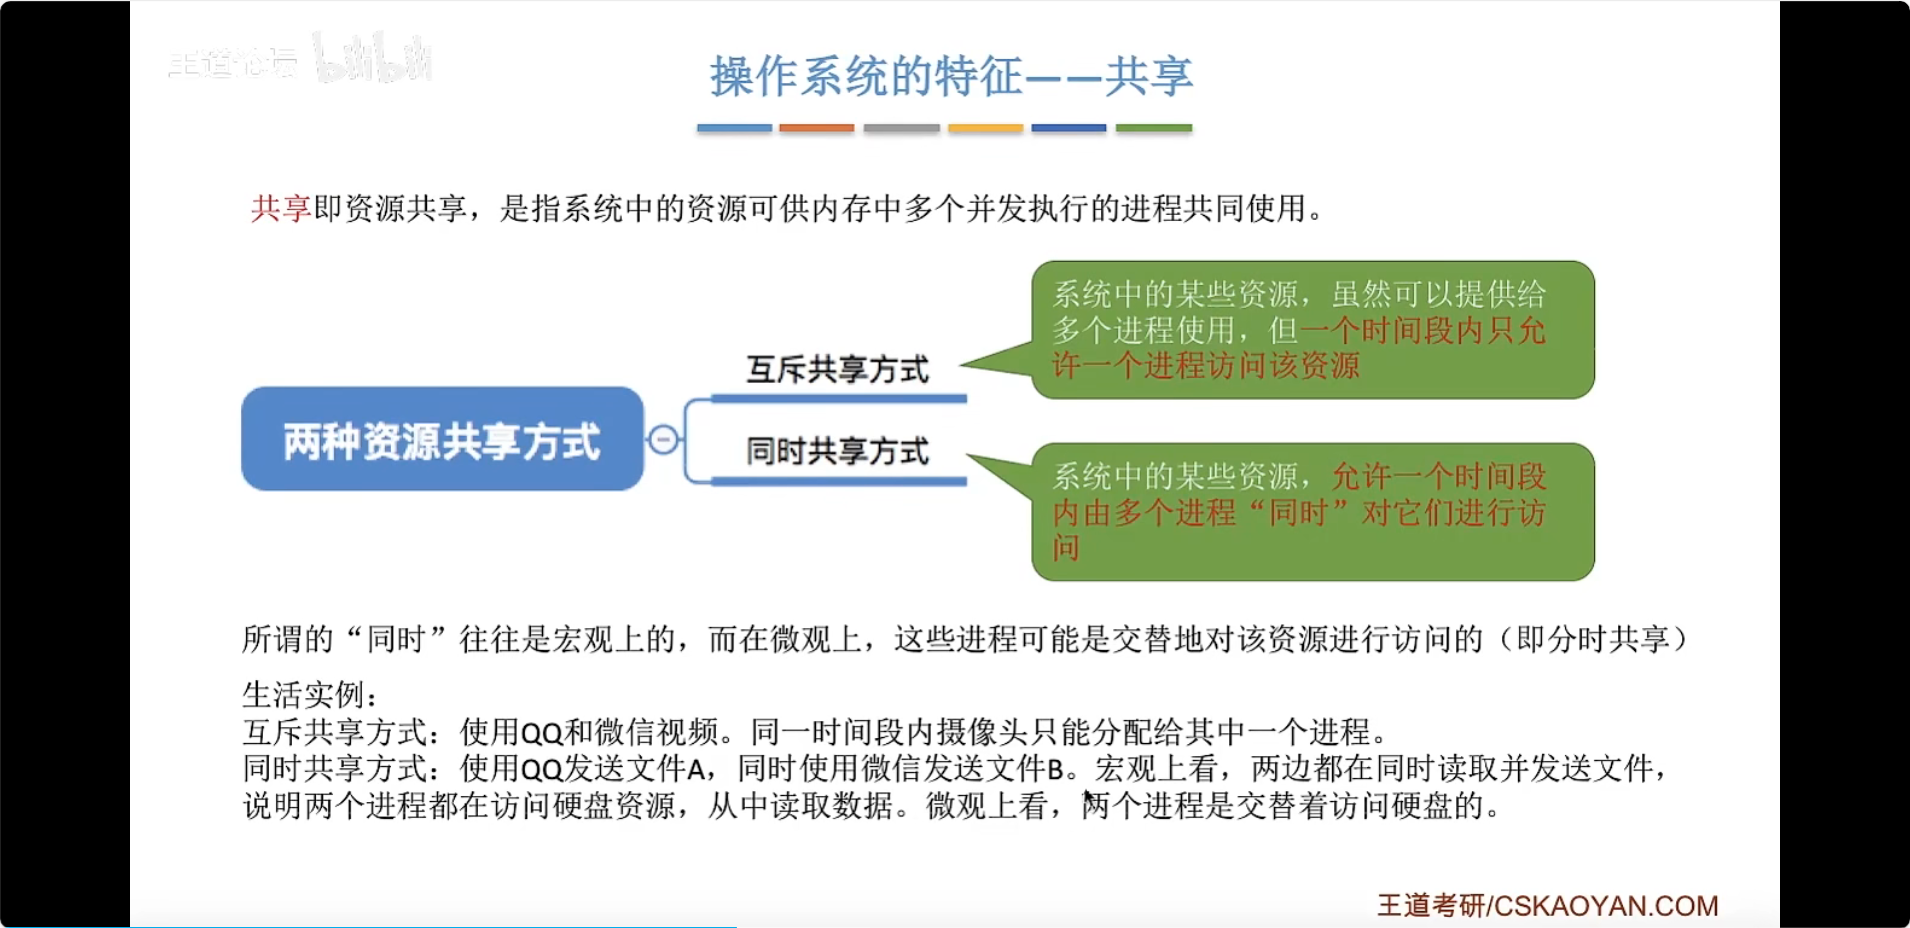 王道论坛 bilibili
操作系统的特征——共享
共享即资源共享，是指系统中的资源可供内存中多个并发执行的进程共同使用。
系统中的某些资源，虽然可以提供给
多个进程使用，但一个时间段内只允
许一个进程访问该资源
互斥共享方式
两种资源共享方式
同时共享方式
系统中的某些资源，允许一个时间段
内由多个进程“同时”对它们进行访
问
所谓的“同时”往往是宏观上的，而在微观上，这些进程可能是交替地对该资源进行访问的（即分时共享）
生活实例：
互斥共享方式：使用QQ和微信视频。同一时间段内摄像头只能分配给其中一个进程。
同时共享方式：使用QQ发送文件A，同时使用微信发送文件B。宏观上看，两边都在同时读取并发送文件，
说明两个进程都在访问硬盘资源，从中读取数据。微观上看，两个进程是交替着访问硬盘的。
王道考研/CSKAOYAN.COM